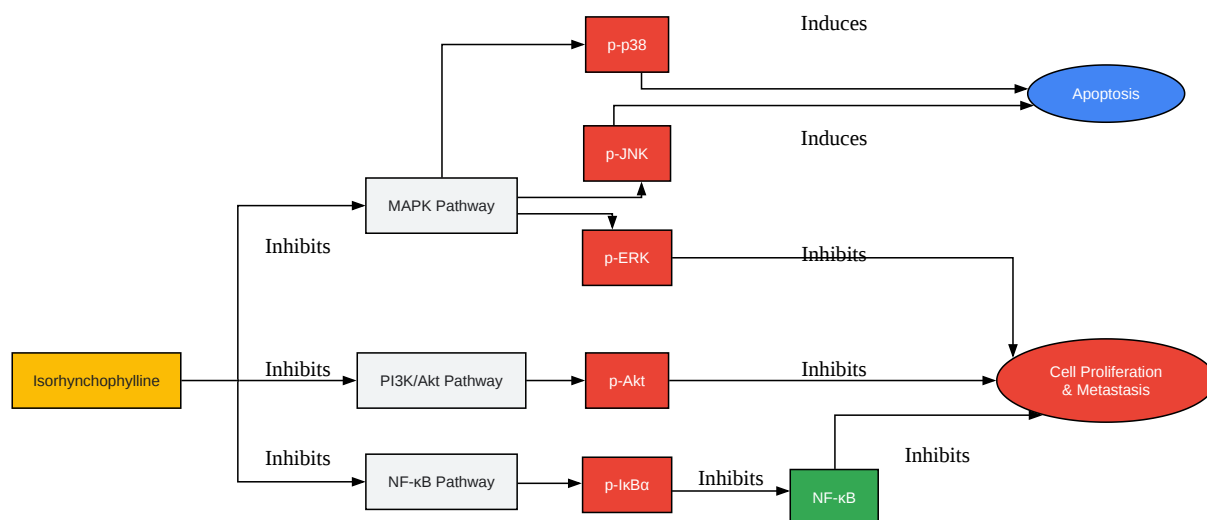 Induces
p-p38
Apoptosis
Induces
p-JNK
MAPK Pathway
Inhibits
p-ERK
Inhibits
Isorhynchophylline
Inhibits
PI3K/Akt Pathway
p-Akt
Inhibits
Cell Proliferation
& Metastasis
Inhibits
NF-κB Pathway
p-IκBα
Inhibits
NF-κB
Inhibits